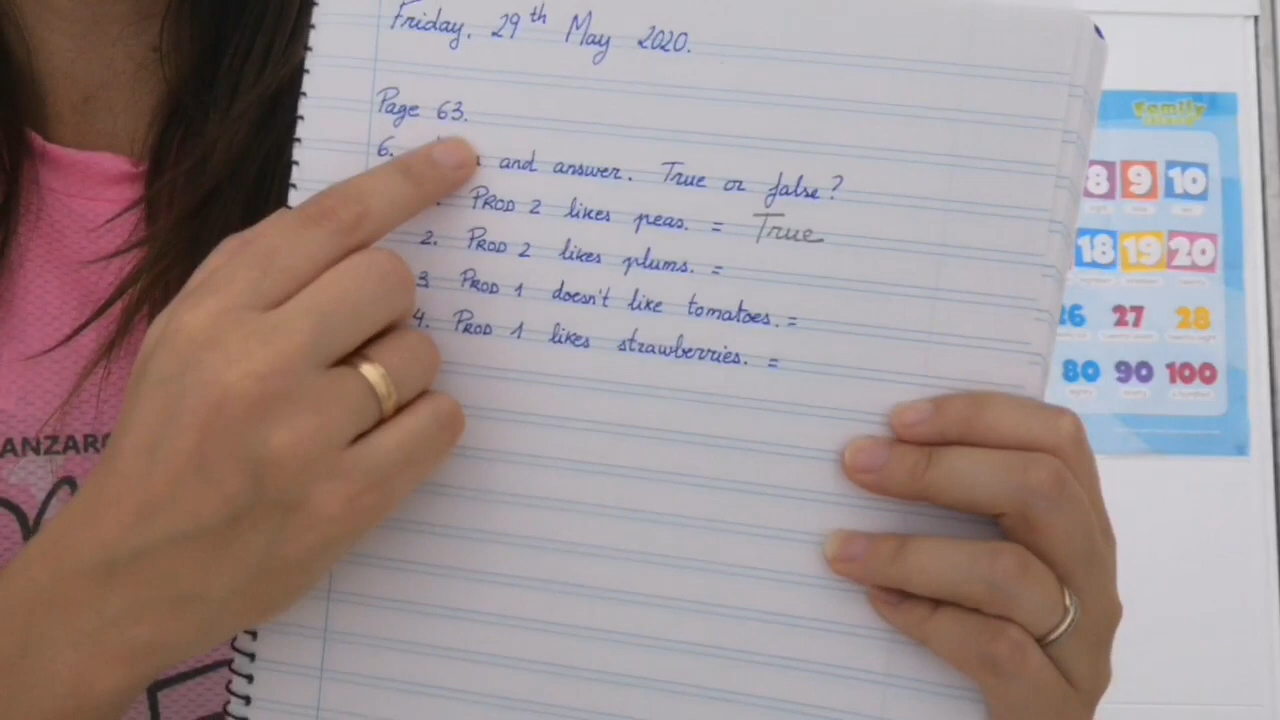 Friday, 29th May 2020.
Page 63.
6. and answer. True or false?
PROD 2 likes peas. = True
2. PROD 2 likes plums. =
3 PROD 1 doesn't like tomatoes. =
4. PROD 1 likes strawberries. =
ANZARO
Family
8 9 10
18 19 20
26 27 28
80 90 100